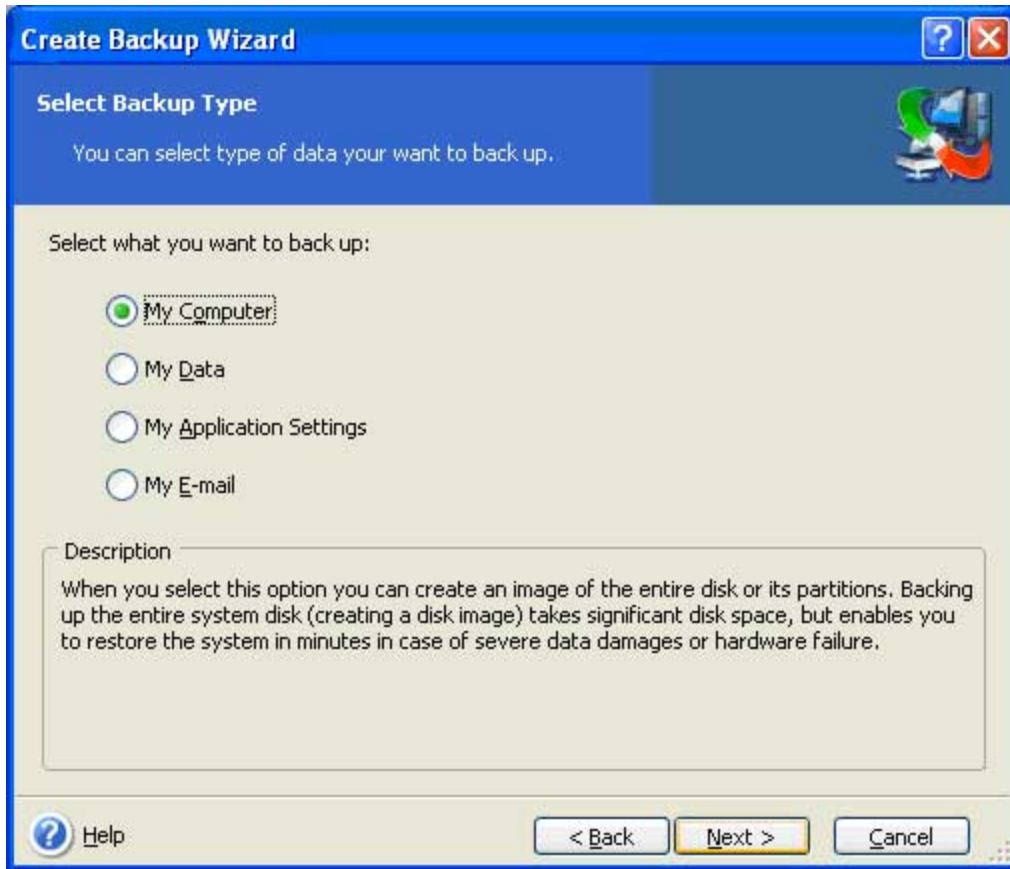 Create Backup Wizard
Select Backup Type
You can select type of data your want to back up.
Select what you want to back up:
My Computer
My Data
My Application Settings
My E-mail
Description
When you select this option you can create an image of the entire disk or its partitions. Backing
up the entire system disk (creating a disk image) takes significant disk space, but enables you
to restore the system in minutes in case of severe data damages or hardware failure.
Help
< Back
Next >
Cancel